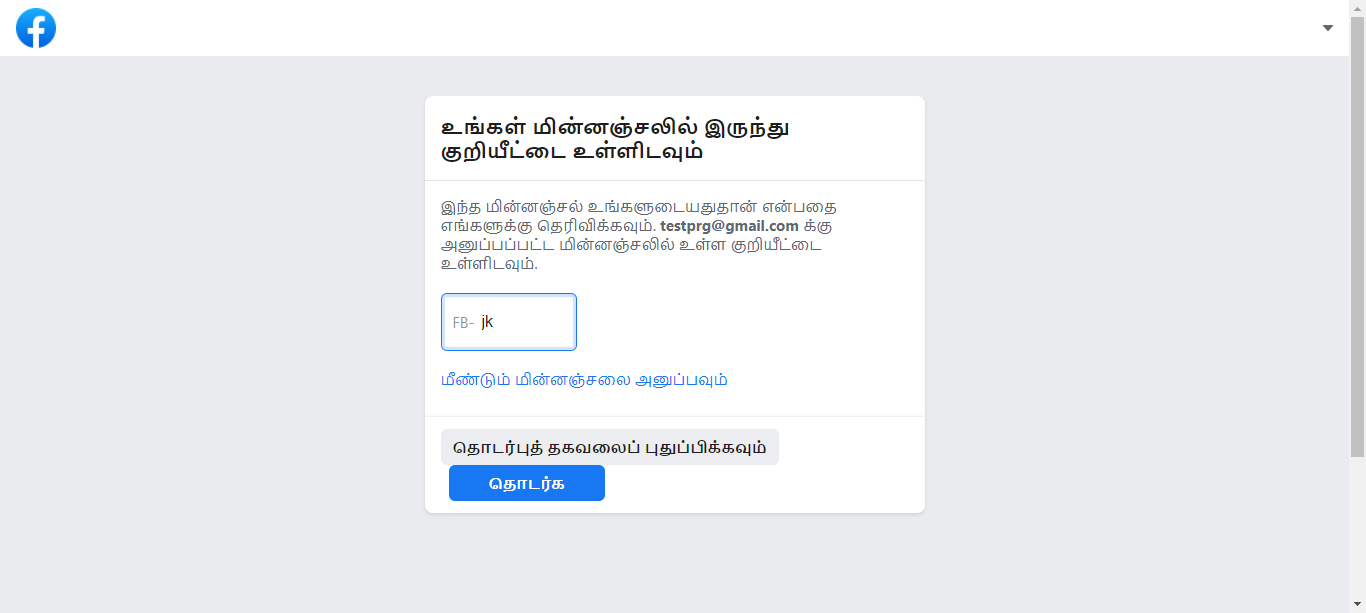 உங்கள் மின்னஞ்சலில் இருந்து
குறியீட்டை உள்ளிடவும்
இந்த மின்னஞ்சல் உங்களுடையதுதான் என்பதை
எங்களுக்கு தெரிவிக்கவும். testprg@gmail.com க்கு
அனுப்பப்பட்ட மின்னஞ்சலில் உள்ள குறியீட்டை
உள்ளிடவும்.
FB- jk
மீண்டும் மின்னஞ்சலை அனுப்பவும்
தொடர்புத் தகவலைப் புதுப்பிக்கவும்
தொடர்க